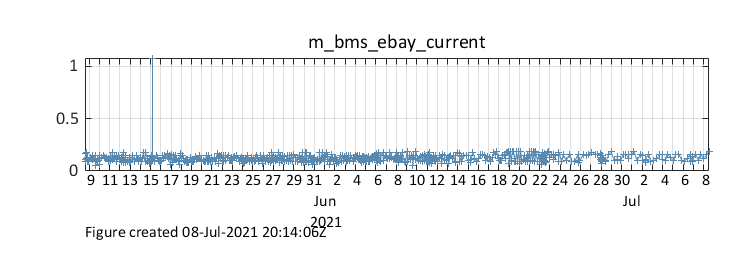 m_bms_ebay_current
1
0.5
0
9 11 13 15 17 19 21 23 25 27 29 31 2 4 6 8 10 12 14 16 18 20 22 24 26 28 30 2 4 6 8
Jun Jul
2021
Figure created 08-Jul-2021 20:14:06Z